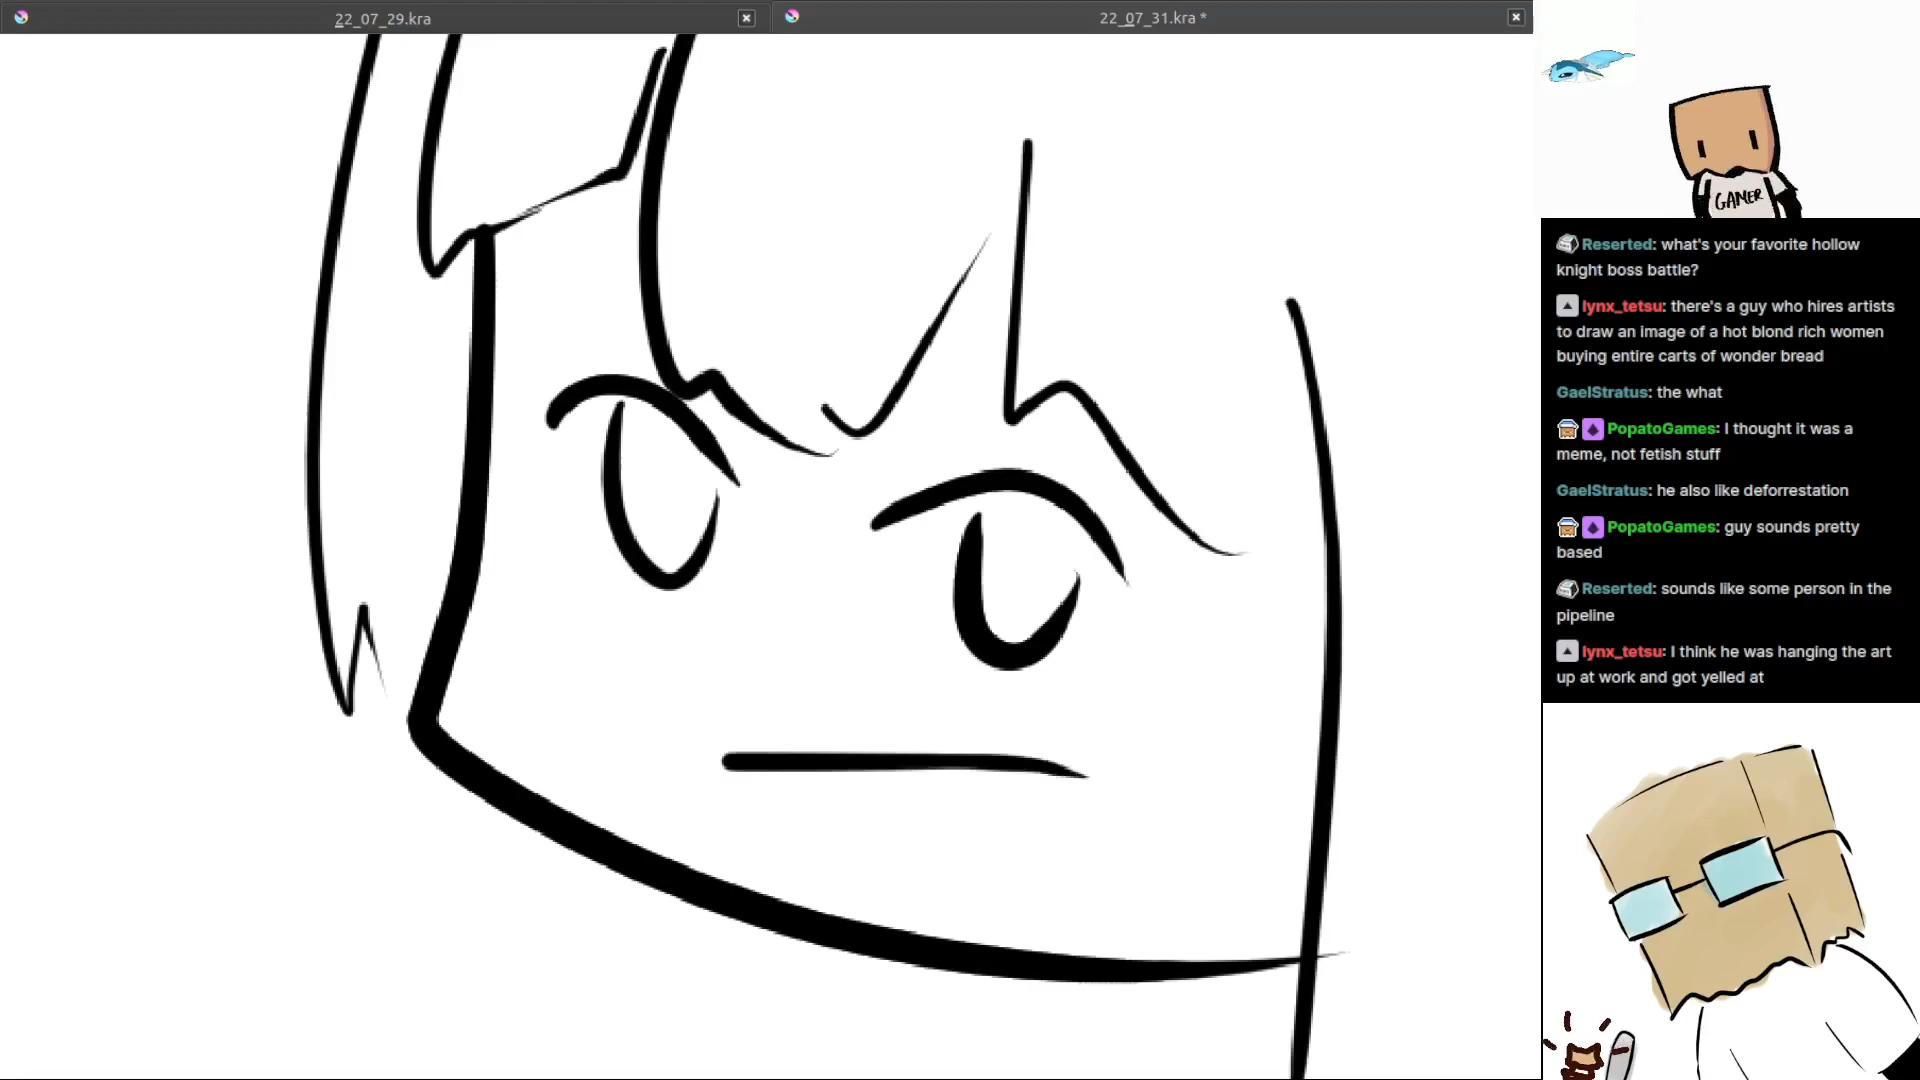 22_07_29.kra
22_07_31.kra *
GAMER
Reserted: what's your favorite hollow
knight boss battle?
lynx_tetsu: there's a guy who hires artists
to draw an image of a hot blond rich women
buying entire carts of wonder bread
GaelStratus: the what
PopatoGames: I thought it was a
meme, not fetish stuff
GaelStratus: he also like deforrestation
PopatoGames: guy sounds pretty
based
Reserted: sounds like some person in the
pipeline
lynx_tetsu: I think he was hanging the art
up at work and got yelled at